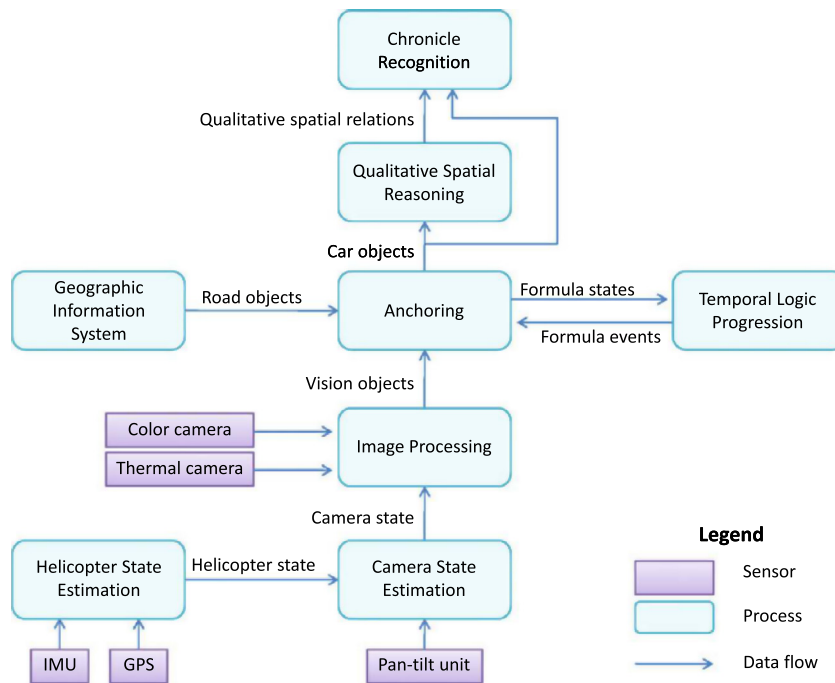 Chronicle
Recognition
Qualitative spatial relations
Qualitative Spatial
Reasoning
Car objects
Geographic
Information
System
Road objects
Anchoring
Formula states
Formula events
Temporal Logic
Progression
Vision objects
Color camera
Thermal camera
Image Processing
Camera state
Helicopter State
Estimation
Helicopter state
Camera State
Estimation
IMU
GPS
Pan-tilt unit
Legend
Sensor
Process
Data flow